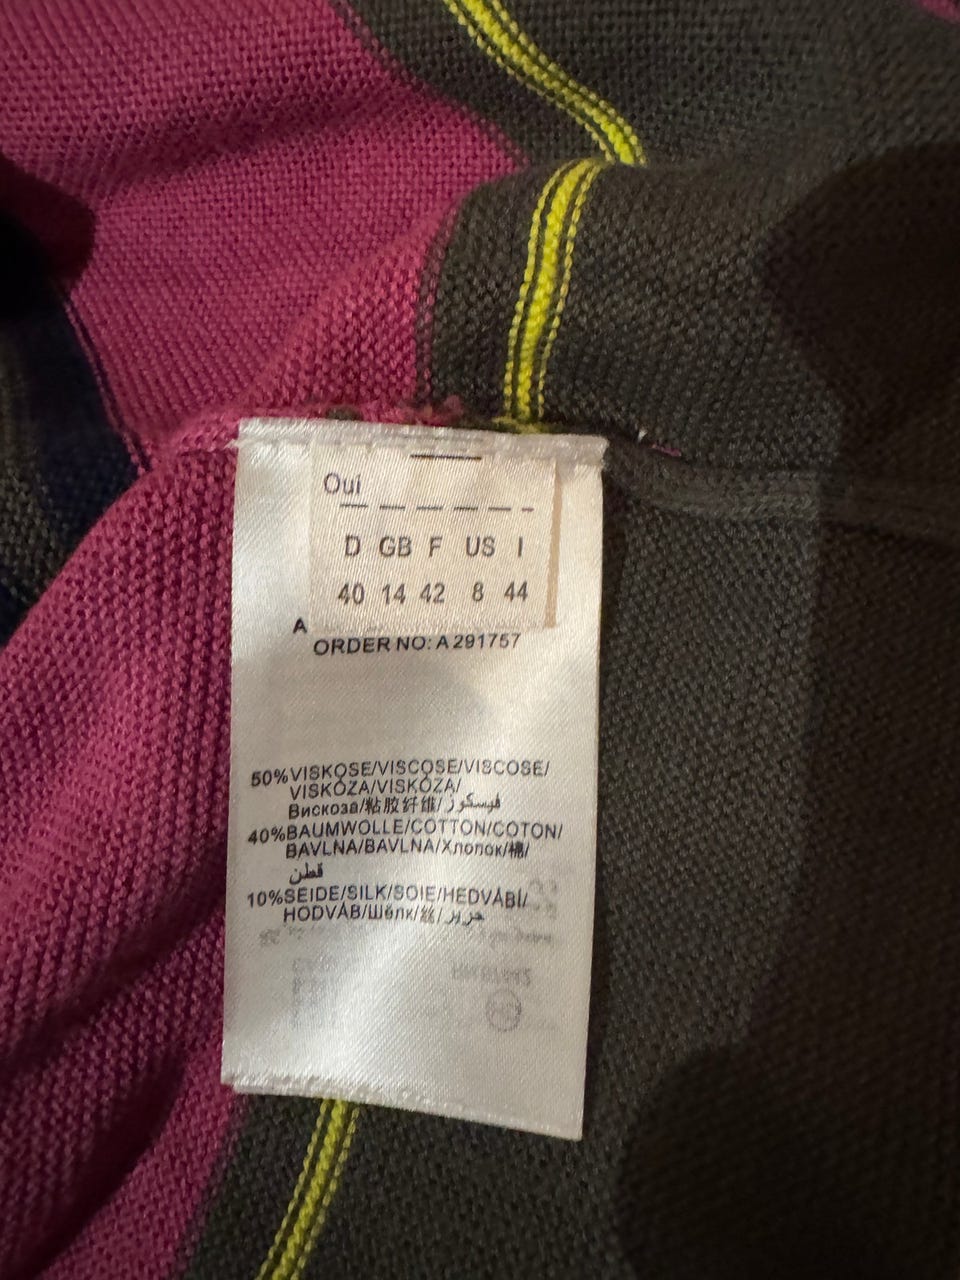 Oui
D GB F US I
40 14 42 8 44
A
ORDER NO: A 291757
50%VISKOSE/VISCOSE/VISCOSE/
VISKÓZA/VISKÓZA/
Вискоза/粘胶纤维/فيسكوز
40%BAUMWOLLE/COTTON/COTON/
BAVLNA/BAVLNA/Хлопок/棉/
قطن
10%SEIDE/SILK/SOIE/HEDVÁBÍ/
HODVÁB/Шёлк/丝/حرير